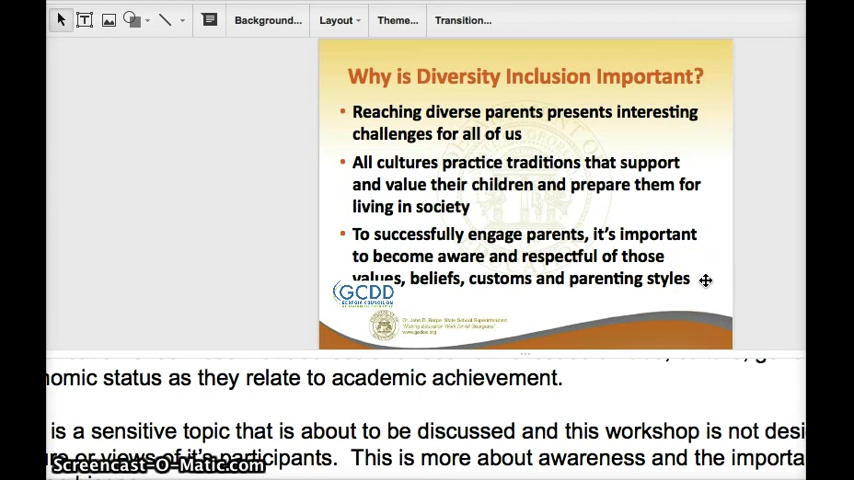 Background... Layout Theme... Transition...
Why is Diversity Inclusion Important?
• Reaching diverse parents presents interesting
challenges for all of us
• All cultures practice traditions that support
and value their children and prepare them for
living in society
• To successfully engage parents, it's important
to become aware and respectful of those
values, beliefs, customs and parenting styles
GCDD
Dr. John D. Barge, State School Superintendent
"Making Education Work for All Georgians"
www.gadoe.org
nomic status as they relate to academic achievement.
is a sensitive topic that is about to be discussed and this workshop is not desi
ure or views of it's participants. This is more about awareness and the importa
Screencast-O-Matic.com